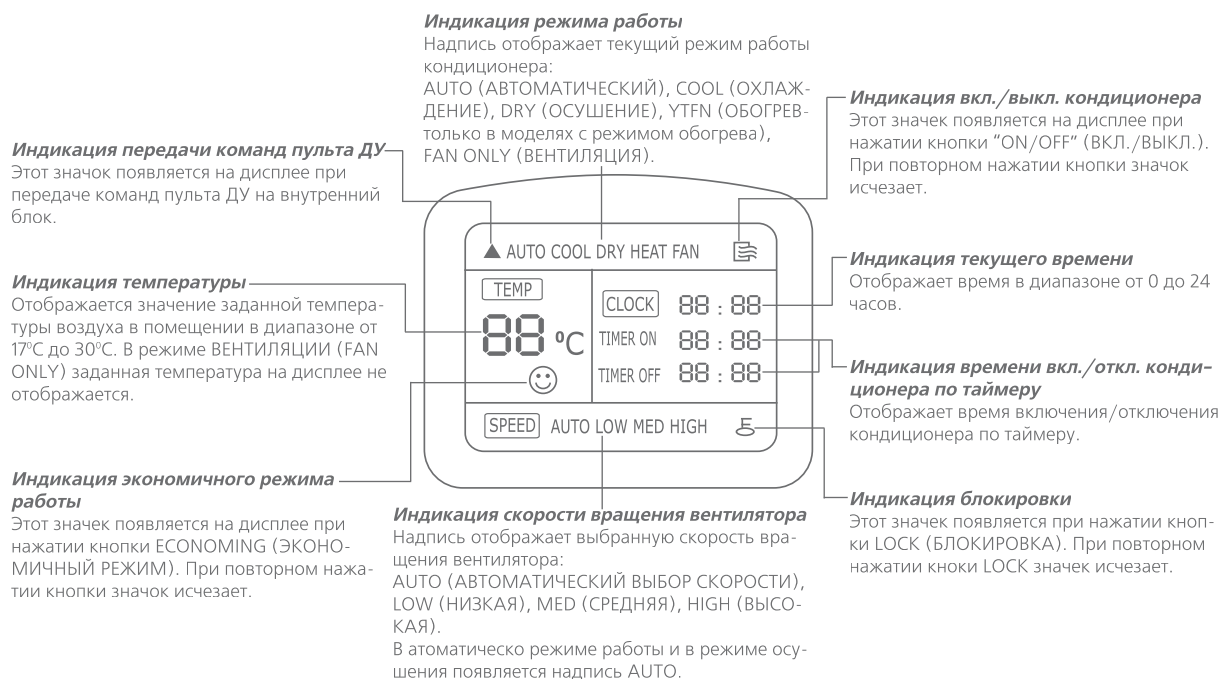 Индикация режима работы
Надпись отображает текущий режим работы
кондиционера:
AUTO (АВТОМАТИЧЕСКИЙ), COOL (ОХЛАЖ-
ДЕНИЕ), DRY (ОСУШЕНИЕ), YTFN (ОБОГРЕВ-
только в моделях с режимом обогрева),
FAN ONLY (ВЕНТИЛЯЦИЯ).
Индикация передачи команд пульта ДУ
Этот значок появляется на дисплее при
передаче команд пульта ДУ на внутренний
блок.
Индикация температуры
Отображается значение заданной темпера-
туры воздуха в помещении в диапазоне от
17°C до 30°C. В режиме ВЕНТИЛЯЦИИ (FAN
ONLY) заданная температура на дисплее не
отображается.
Индикация экономичного режима
работы
Этот значек появляется на дисплее при
нажатии кнопки ECONOMING (ЭКОНО-
МИЧНЫЙ РЕЖИМ). При повторном нажа-
тии кнопки значок исчезает.
AUTO COOL DRY HEAT FAN
TEMP
88 °C
CLOCK 88 : 88
TIMER ON 88 : 88
TIMER OFF 88 : 88
SPEED AUTO LOW MED HIGH
Индикация скорости вращения вентилятора
Надпись отображает выбранную скорость вра-
щения вентилятора:
AUTO (АВТОМАТИЧЕСКИЙ ВЫБОР СКОРОСТИ),
LOW (НИЗКАЯ), MED (СРЕДНЯЯ), HIGH (ВЫСО-
КАЯ).
В атоматическо режиме работы и в режиме осу-
шения появляется надпись AUTO.
Индикация вкл./выкл. кондиционера
Этот значек появляется на дисплее при
нажатии кнопки “ON/OFF” (ВКЛ./ВЫКЛ.).
При повторном нажатии кнопки значок
исчезает.
Индикация текущего времени
Отображает время в диапазоне от 0 до 24
часов.
Индикация времени вкл./откл. конди-
ционера по таймеру
Отображает время включения/отключения
кондиционера по таймеру.
Индикация блокировки
Этот значек появляется при нажатии кноп-
ки LOCK (БЛОКИРОВКА). При повторном
нажатии кноки LOCK значек исчезает.